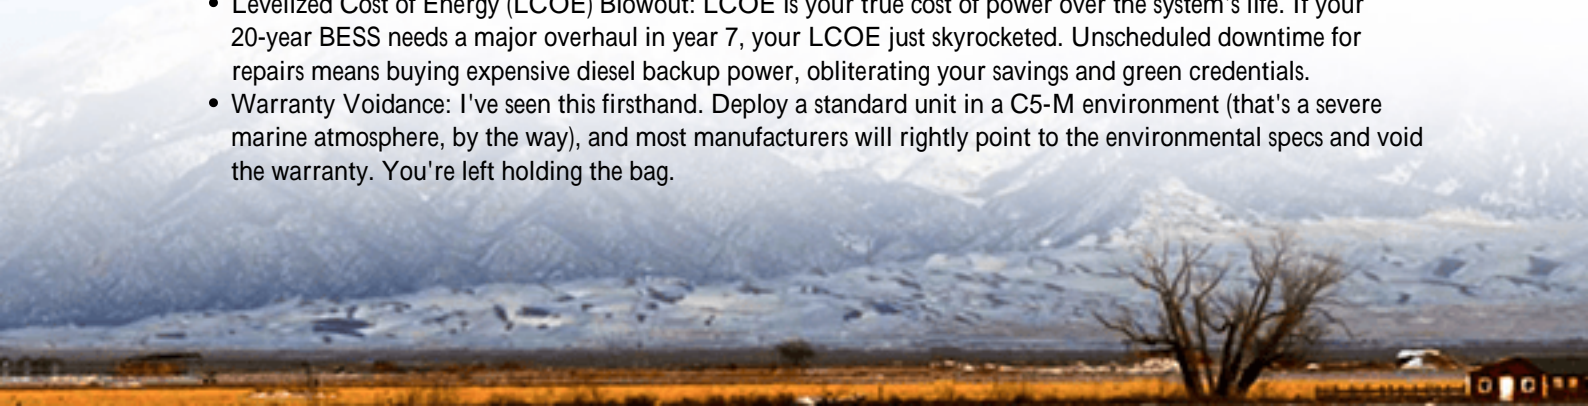 • Levelized Cost of Energy (LCOE) Blowout: LCOE is your true cost of power over the system's life. If your
20-year BESS needs a major overhaul in year 7, your LCOE just skyrocketed. Unscheduled downtime for
repairs means buying expensive diesel backup power, obliterating your savings and green credentials.
• Warranty Voidance: I've seen this firsthand. Deploy a standard unit in a C5-M environment (that's a severe
marine atmosphere, by the way), and most manufacturers will rightly point to the environmental specs and void
the warranty. You're left holding the bag.